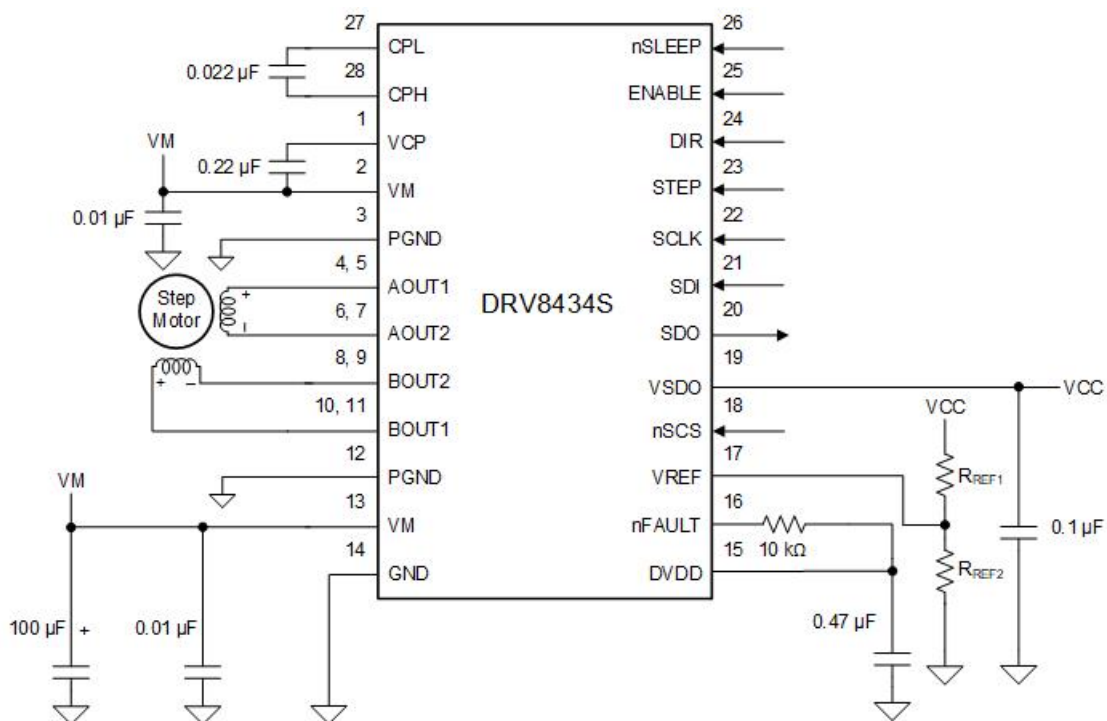 27
CPL
0.022 µF
28
CPH
1
VM
VCP
0.22 µF
2
VM
0.01 µF
3
PGND
4, 5
Step
Motor
+
AOUT1
6, 7
–
AOUT2
8, 9
+ –
BOUT2
10, 11
BOUT1
12
VM
PGND
13
VM
14
GND
100 µF +
0.01 µF
DRV8434S
26
nSLEEP
25
ENABLE
24
DIR
23
STEP
22
SCLK
21
SDI
20
SDO
19
VSDO
VCC
18
VCC
nSCS
17
VREF
RREF1
16
nFAULT
10 kΩ
0.1 µF
15
DVDD
RREF2
0.47 µF